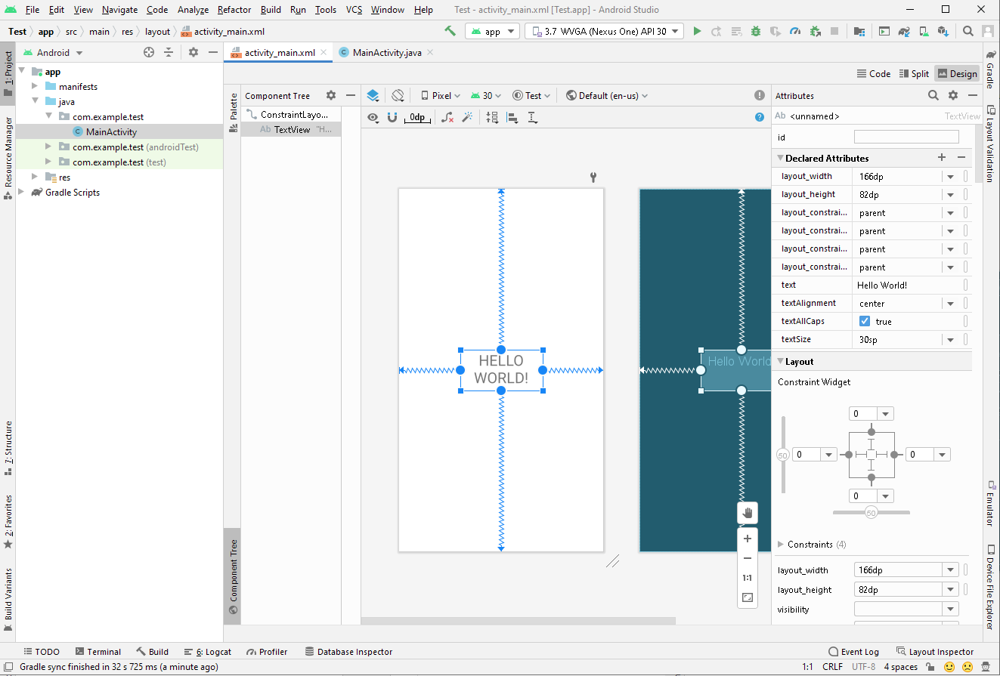 File Edit View Navigate Code Analyze Refactor Build Run Tools VCS Window Help Test - activity_main.xml [Test.app] - Android Studio
Test app src main res layout activity_main.xml app 3.7 WVGA (Nexus One) API 30
Android activity_main.xml MainActivity.java
1: Project
Resource Manager
7: Structure
2: Favorites
Build Variants
app
manifests
java
com.example.test
MainActivity
com.example.test (androidTest)
com.example.test (test)
res
Gradle Scripts
Code Split Design
Palette
Component Tree
Component Tree
ConstraintLayo...
Ab TextView "H...
Pixel 30 Test Default (en-us)
0dp
HELLO
WORLD!
Hello World
1:1
Attributes
Ab <unnamed> TextView
id
Declared Attributes
layout_width 166dp
layout_height 82dp
layout_constrai... parent
layout_constrai... parent
layout_constrai... parent
layout_constrai... parent
text Hello World!
textAlignment center
textAllCaps true
textSize 30sp
Layout
Constraint Widget
0
50 0 0
0
50
Constraints (4)
layout_width 166dp
layout_height 82dp
visibility
Gradle
Layout Validation
Emulator
Device File Explorer
TODO Terminal Build 6: Logcat Profiler Database Inspector Event Log Layout Inspector
Gradle sync finished in 32 s 725 ms (a minute ago) 1:1 CRLF UTF-8 4 spaces